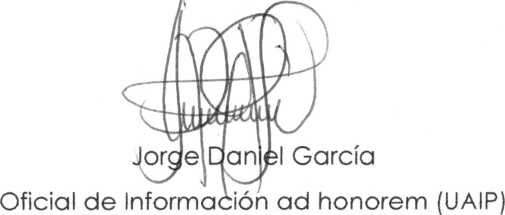 Jorge Daniel García
Oficial de Información ad honorem (UAIP)